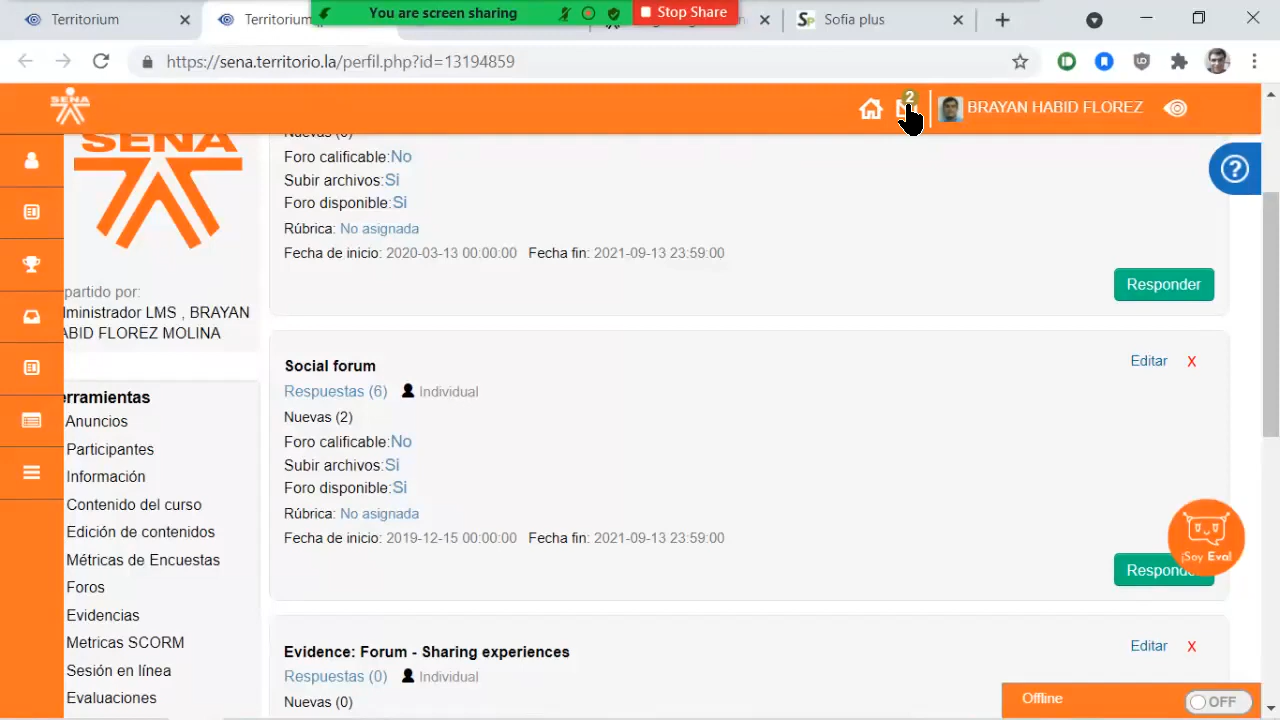 Territorium
Territorium
You are screen sharing
Stop Share
Sofia plus
https://sena.territorio.la/perfil.php?id=13194859
SENA
2
BRAYAN HABID FLOREZ
SENA
Foro calificable:No
Subir archivos:Si
Foro disponible:Si
Rúbrica: No asignada
Fecha de inicio: 2020-03-13 00:00:00 Fecha fin: 2021-09-13 23:59:00
Responder
partido por:
ministrador LMS , BRAYAN
ABID FLOREZ MOLINA
Social forum
Editar X
Respuestas (6) Individual
Nuevas (2)
Foro calificable:No
Subir archivos:Si
Foro disponible:Si
Rúbrica: No asignada
Fecha de inicio: 2019-12-15 00:00:00 Fecha fin: 2021-09-13 23:59:00
¡Soy Eva!
Responde
erramientas
Anuncios
Participantes
Información
Contenido del curso
Edición de contenidos
Métricas de Encuestas
Foros
Evidencias
Metricas SCORM
Sesión en línea
Evaluaciones
Evidence: Forum - Sharing experiences
Editar X
Respuestas (0) Individual
Nuevas (0)
Offline
OFF